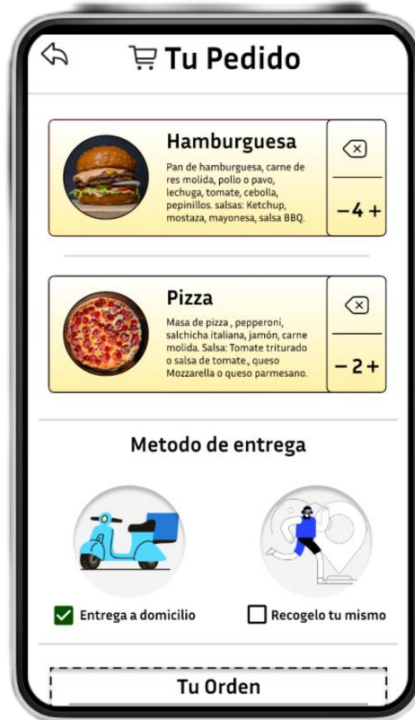 Tu Pedido
Hamburguesa
Pan de hamburguesa, carne de
res molida, pollo o pavo,
lechuga, tomate, cebolla,
pepinillos. salsas: Ketchup,
mostaza, mayonesa, salsa BBQ.
−4 +
Pizza
Masa de pizza , pepperoni,
salchicha italiana, jamón, carne
molida. Salsa: Tomate triturado
o salsa de tomate., queso
Mozzarella o queso parmesano.
− 2 +
Metodo de entrega
Entrega a domicilio
Recogelo tu mismo
Tu Orden